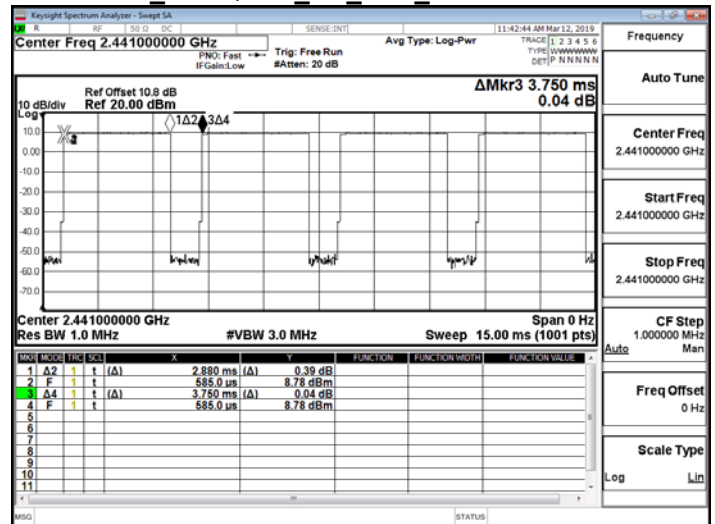 Keysight Spectrum Analyzer - Swept SA
R RF 50 Ω DC SENSE:INT 11:42:44 AM Mar 12, 2019
Center Freq 2.441000000 GHz
PNO: Fast
IFGain:Low
Trig: Free Run
#Atten: 20 dB
Avg Type: Log-Pwr
TRACE 1 2 3 4 5 6
TYPE WWWWWW
DET P N N N N N
Frequency
Auto Tune
ΔMkr3 3.750 ms
0.04 dB
Ref Offset 10.8 dB
10 dB/div Ref 20.00 dBm
Log
1Δ2 3Δ4
10.0
0.00
-10.0
-20.0
-30.0
-40.0
-50.0
-60.0
-70.0
Center 2.441000000 GHz Span 0 Hz
Res BW 1.0 MHz #VBW 3.0 MHz Sweep 15.00 ms (1001 pts)
MKR MODE TRC SCL X Y FUNCTION FUNCTION WIDTH FUNCTION VALUE
1 Δ2 1 t (Δ) 2.880 ms (Δ) 0.39 dB
2 F 1 t 585.0 µs 8.78 dBm
3 Δ4 1 t (Δ) 3.750 ms (Δ) 0.04 dB
4 F 1 t 585.0 µs 8.78 dBm
5
6
7
8
9
10
11
Center Freq
2.441000000 GHz
Start Freq
2.441000000 GHz
Stop Freq
2.441000000 GHz
CF Step
1.000000 MHz
Auto Man
Freq Offset
0 Hz
Scale Type
Log Lin
MSG STATUS